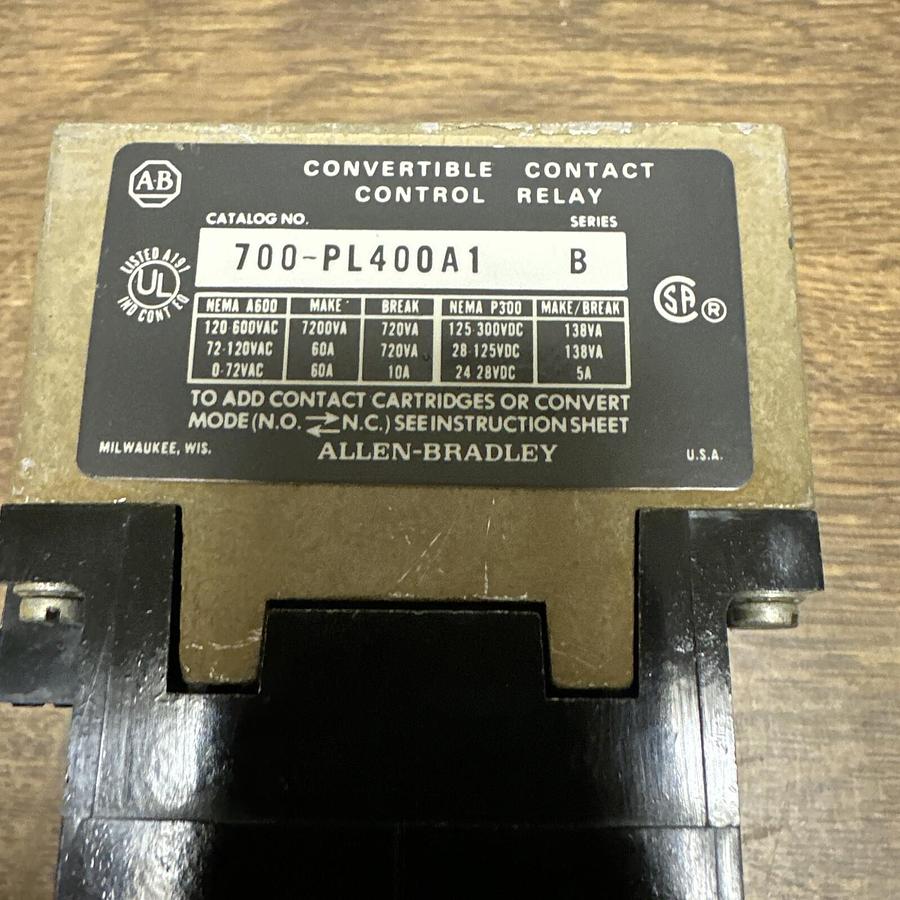 A-B
CONVERTIBLE CONTACT
CONTROL RELAY
CATALOG NO. SERIES
700-PL400A1 B
LISTED A191
UL
IND CONT EQ
SA ®
NEMA A600 MAKE BREAK NEMA P300 MAKE/BREAK
120-600VAC 7200VA 720VA 125-300VDC 138VA
72-120VAC 60A 720VA 28-125VDC 138VA
0-72VAC 60A 10A 24-28VDC 5A
TO ADD CONTACT CARTRIDGES OR CONVERT
MODE (N.O. ⇄ N.C.) SEE INSTRUCTION SHEET
MILWAUKEE, WIS. ALLEN-BRADLEY U.S.A.